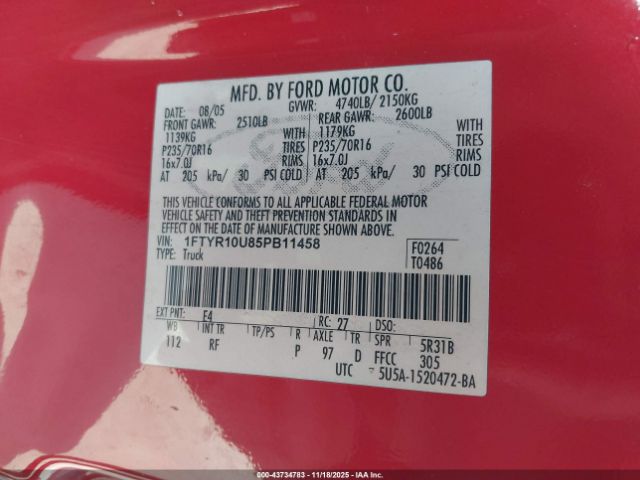 MFD. BY FORD MOTOR CO.
DATE: 08/05 GVWR: 4740LB/ 2150KG
FRONT GAWR: 2510LB REAR GAWR: 2600LB
1139KG WITH 1179KG WITH
P235/70R16 TIRES P235/70R16 TIRES
16x7.0J RIMS 16x7.0J RIMS
AT 205 kPa/ 30 PSI COLD AT 205 kPa/ 30 PSI COLD
THIS VEHICLE CONFORMS TO ALL APPLICABLE FEDERAL MOTOR
VEHICLE SAFETY AND BUMPER AND THEFT PREVENTION STANDARDS IN
EFFECT ON THE DATE OF MANUFACTURE SHOWN ABOVE.
VIN: 1FTYR10U85PB11458 F0264
TYPE: Truck T0486
EXT PNT: E4 RC: 27 DSO:
WB INT TR TP/PS R AXLE TR SPR 5R31B
112 RF P 97 D FFCC 305
UTC 5U5A-1520472-BA
000-43734783 - 11/18/2025 - IAA Inc.